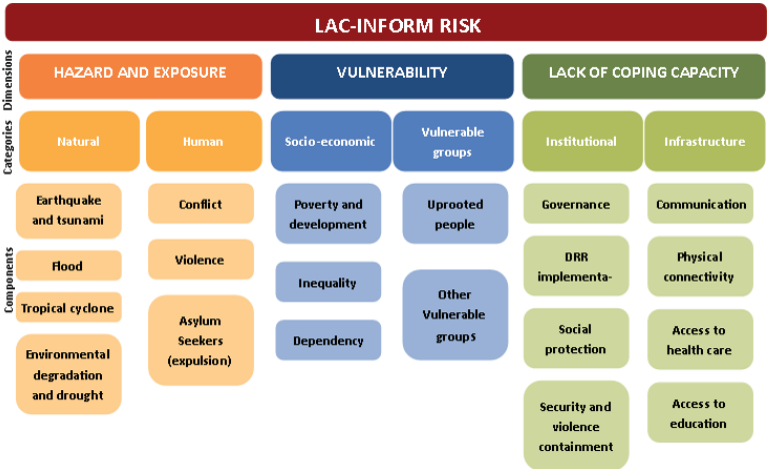 LAC-INFORM RISK
Dimensions
HAZARD AND EXPOSURE
VULNERABILITY
LACK OF COPING CAPACITY
Categories
Natural
Human
Socio-economic
Vulnerable
groups
Institutional
Infrastructure
Components
Earthquake
and tsunami
Flood
Tropical cyclone
Environmental
degradation
and drought
Conflict
Violence
Asylum
Seekers
(expulsion)
Poverty and
development
Inequality
Dependency
Uprooted
people
Other
Vulnerable
groups
Governance
DRR
implementa-
Social
protection
Security and
violence
containment
Communication
Physical
connectivity
Access to
health care
Access to
education